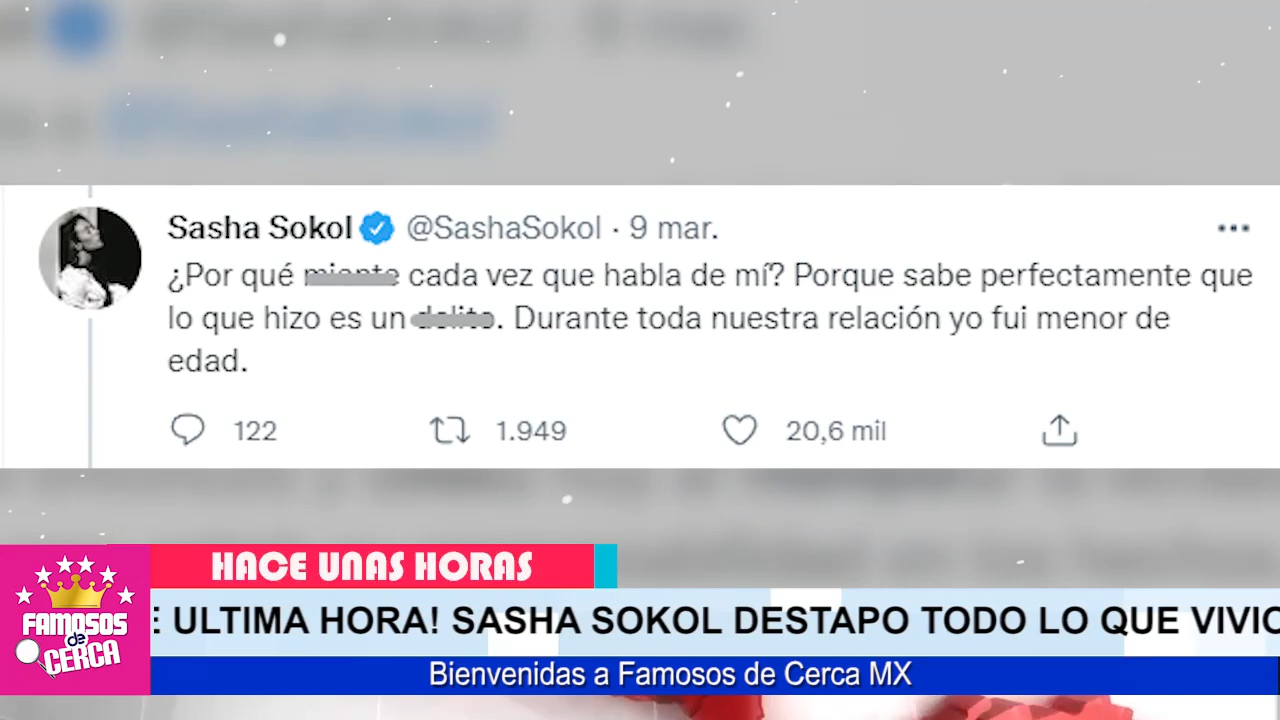 Sasha Sokol @SashaSokol · 9 mar.
¿Por qué miente cada vez que habla de mí? Porque sabe perfectamente que
lo que hizo es un delito. Durante toda nuestra relación yo fui menor de
edad.
122 1.949 20,6 mil
HACE UNAS HORAS
E ULTIMA HORA! SASHA SOKOL DESTAPO TODO LO QUE VIVIO
Bienvenidas a Famosos de Cerca MX
FAMOSOS
de
CERCA